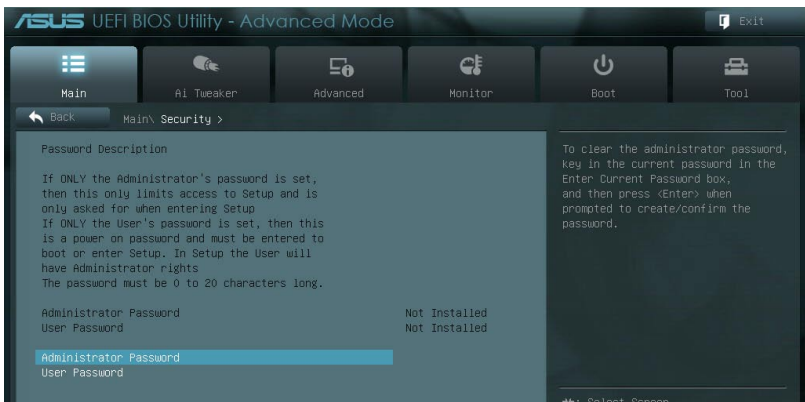 ASUS UEFI BIOS Utility - Advanced Mode
Exit
Main
Ai Tweaker
Advanced
Monitor
Boot
Tool
Back
Main\ Security >
Password Description
If ONLY the Administrator's password is set,
then this only limits access to Setup and is
only asked for when entering Setup
If ONLY the User's password is set, then this
is a power on password and must be entered to
boot or enter Setup. In Setup the User will
have Administrator rights
The password must be 0 to 20 characters long.
Administrator Password Not Installed
User Password Not Installed
Administrator Password
User Password
To clear the administrator password,
key in the current password in the
Enter Current Password box,
and then press <Enter> when
prompted to create/confirm the
password.
Select Screen